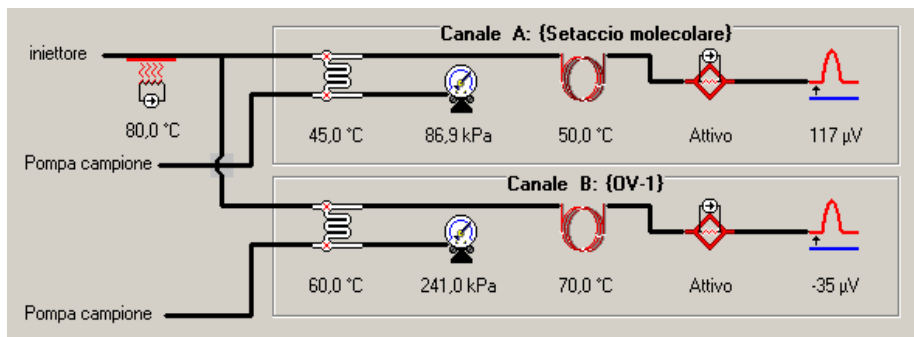 Canale A: {Setaccio molecolare}
iniettore
80,0 °C
45,0 °C 86,9 kPa 50,0 °C Attivo 117 µV
Pompa campione
Canale B: {OV-1}
60,0 °C 241,0 kPa 70,0 °C Attivo -35 µV
Pompa campione